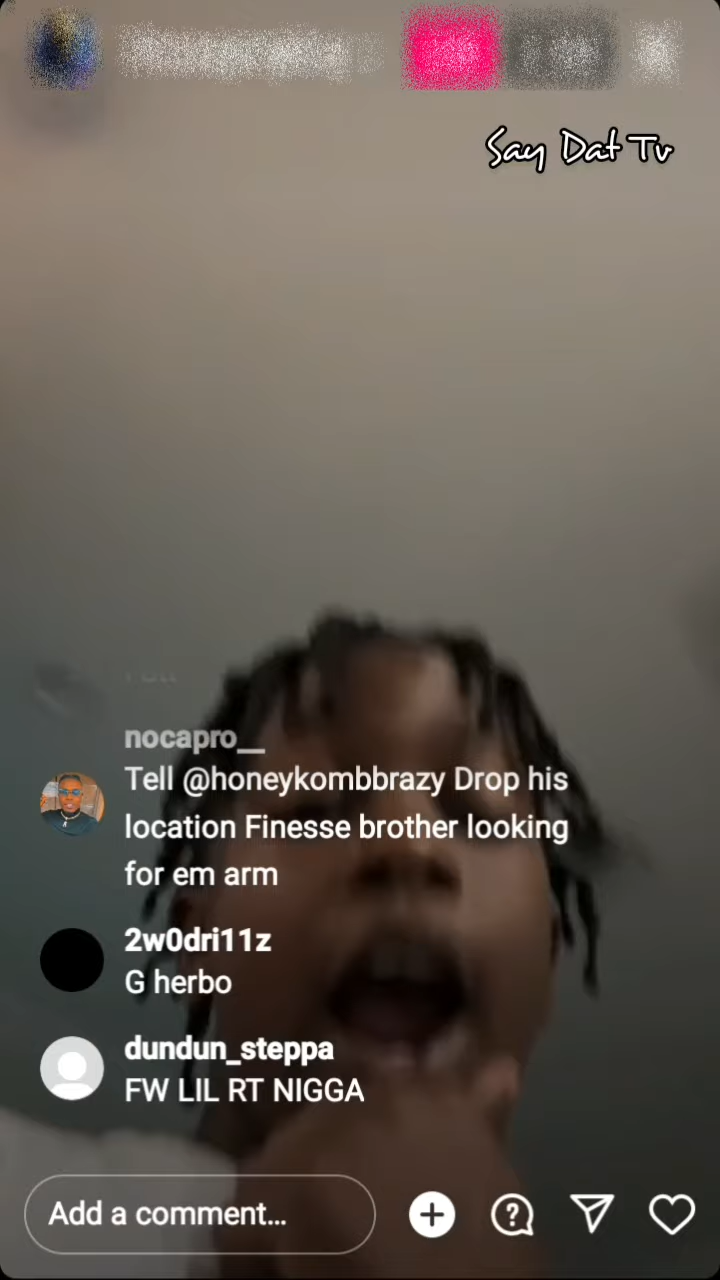 Say Dat Tv
nocapro__
Tell @honeykombbrazy Drop his
location Finesse brother looking
for em arm
2w0dri11z
G herbo
dundun_steppa
FW LIL RT NIGGA
Add a comment...